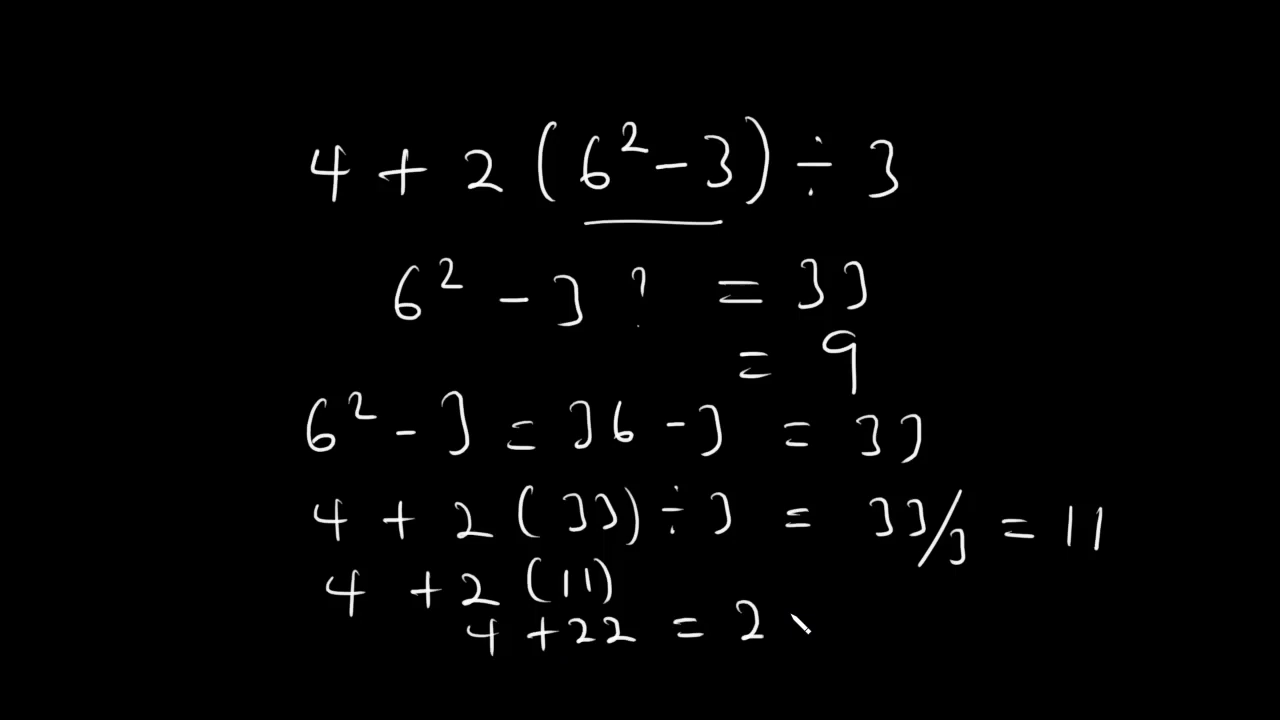 4 + 2 (6² - 3) ÷ 3
6² - 3 ? = 33
= 9
6² - 3 = 36 - 3 = 33
4 + 2 (33) ÷ 3 = 33/3 = 11
4 + 2 (11)
4 + 22 = 2